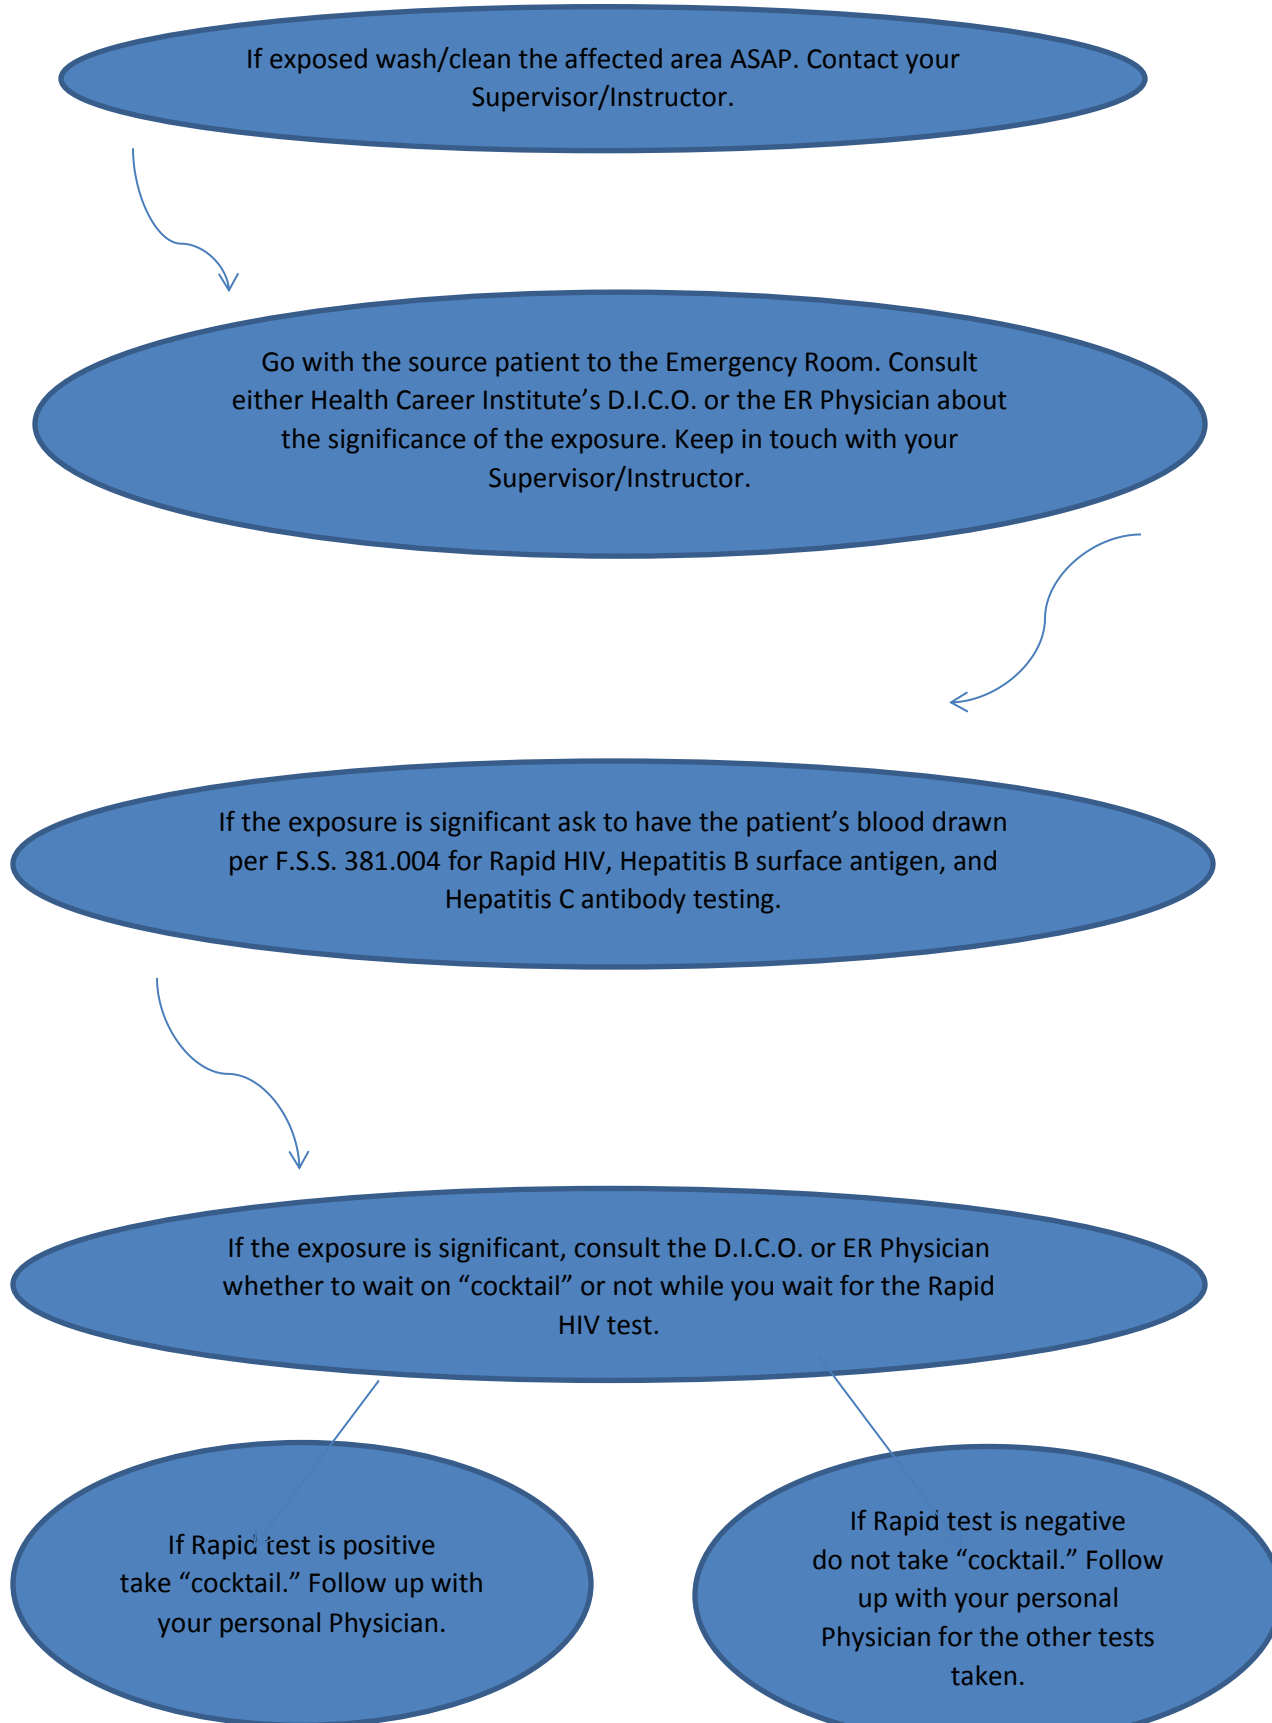 If exposed wash/clean the affected area ASAP. Contact your
Supervisor/Instructor.
Go with the source patient to the Emergency Room. Consult
either Health Career Institute’s D.I.C.O. or the ER Physician about
the significance of the exposure. Keep in touch with your
Supervisor/Instructor.
If the exposure is significant ask to have the patient’s blood drawn
per F.S.S. 381.004 for Rapid HIV, Hepatitis B surface antigen, and
Hepatitis C antibody testing.
If the exposure is significant, consult the D.I.C.O. or ER Physician
whether to wait on “cocktail” or not while you wait for the Rapid
HIV test.
If Rapid test is positive
take “cocktail.” Follow up with
your personal Physician.
If Rapid test is negative
do not take “cocktail.” Follow
up with your personal
Physician for the other tests
taken.